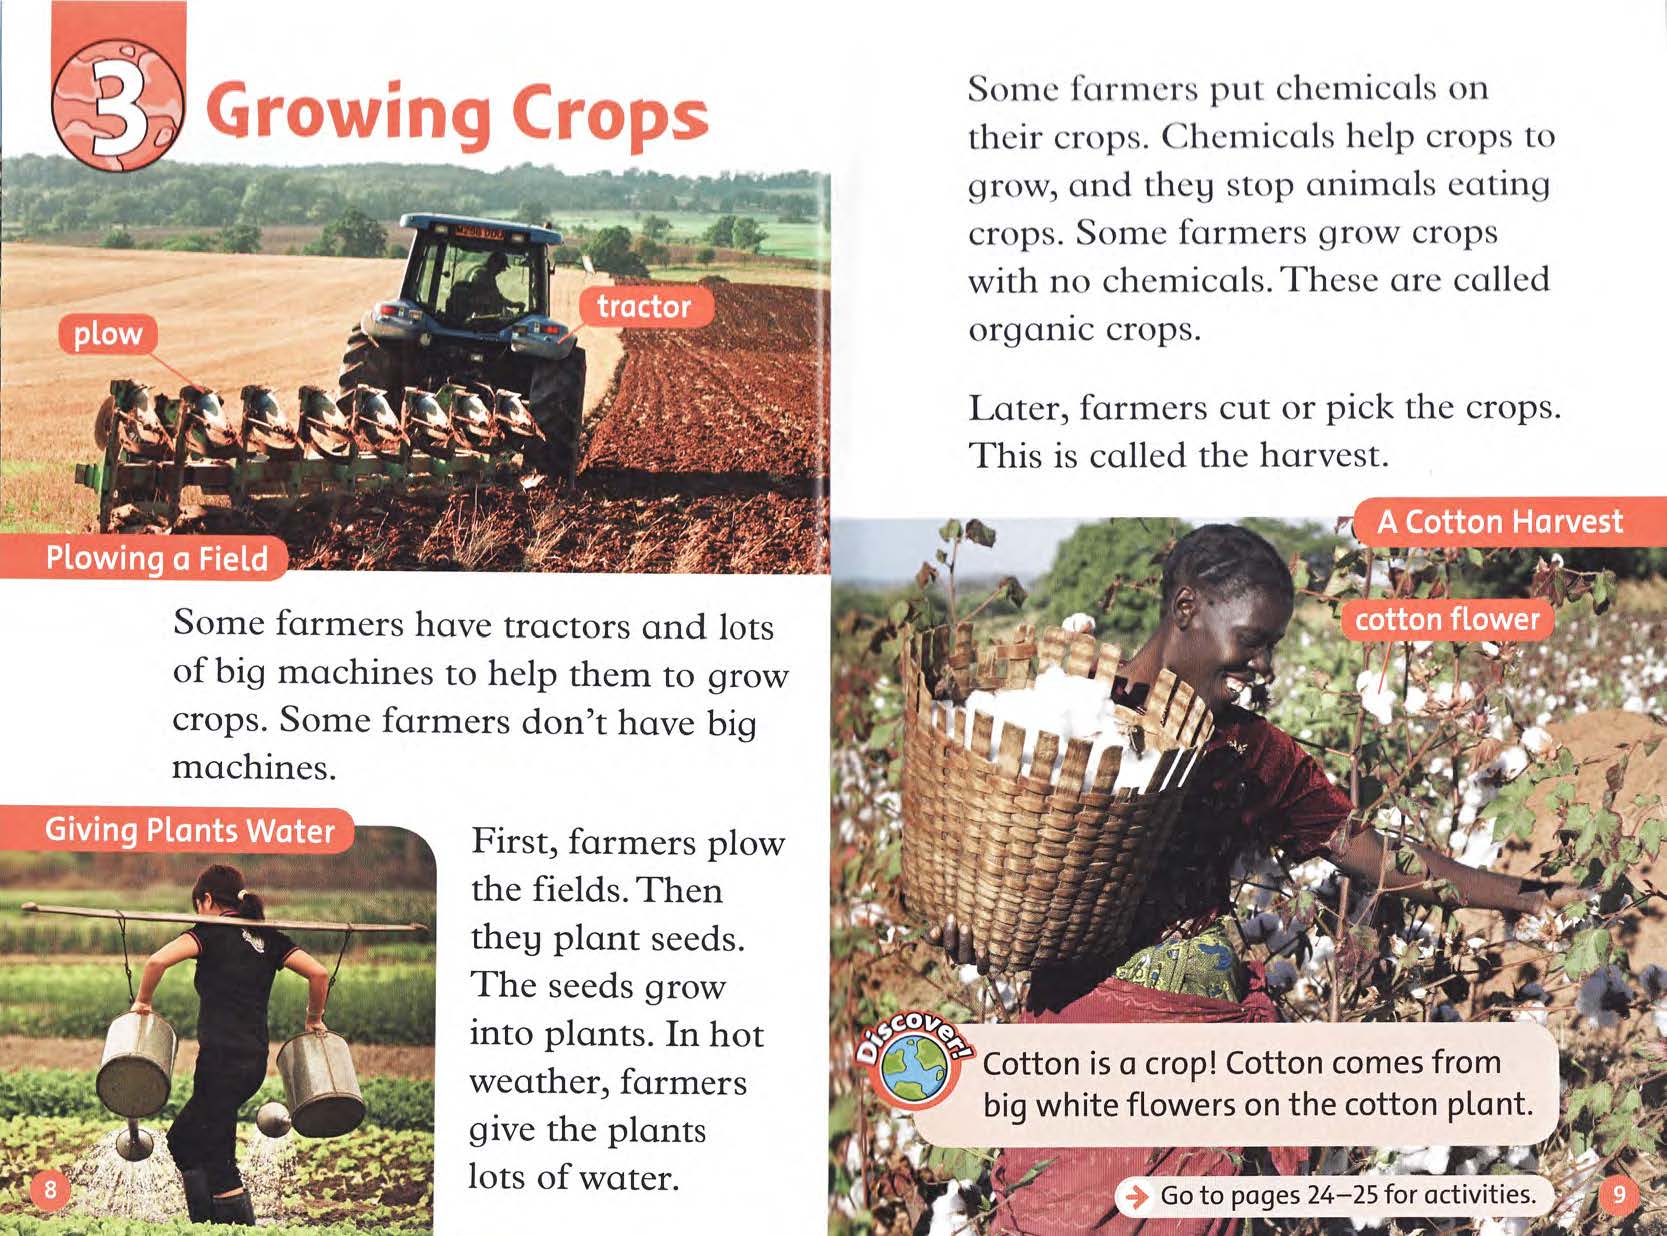 3
Growing Crops
plow
tractor
Plowing a Field
Some farmers have tractors and lots
of big machines to help them to grow
crops. Some farmers don't have big
machines.
Giving Plants Water
First, farmers plow
the fields. Then
they plant seeds.
The seeds grow
into plants. In hot
weather, farmers
give the plants
lots of water.
8
Some farmers put chemicals on
their crops. Chemicals help crops to
grow, and they stop animals eating
crops. Some farmers grow crops
with no chemicals. These are called
organic crops.
Later, farmers cut or pick the crops.
This is called the harvest.
A Cotton Harvest
cotton flower
Discover!
Cotton is a crop! Cotton comes from
big white flowers on the cotton plant.
Go to pages 24–25 for activities.
9